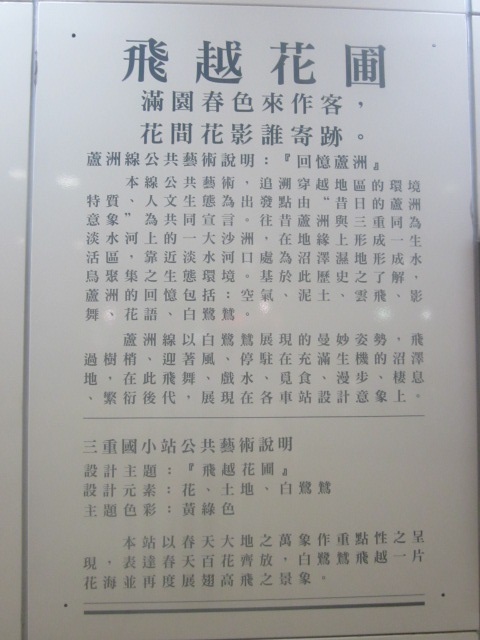 飛越花圃
滿園春色來作客，
花間花影誰寄跡。
蘆洲線公共藝術說明：『回憶蘆洲』
本線公共藝術，追溯穿越地區的環境
特質、人文生態為出發點由“昔日的蘆洲
意象”為共同宣言。往昔蘆洲與三重同為
淡水河上的一大沙洲，在地緣上形成一生
活區，靠近淡水河口處為沼澤濕地形成水
鳥聚集之生態環境。基於此歷史之了解，
蘆洲的回憶包括：空氣、泥土、雲飛、影
舞、花語、白鷺鷥。
蘆洲線以白鷺鷥展現的曼妙姿勢，飛
過樹梢、迎著風、停駐在充滿生機的沼澤
地，在此飛舞、戲水、覓食、漫步、棲息
、繁衍後代，展現在各車站設計意象上。
三重國小站公共藝術說明
設計主題：『飛越花圃』
設計元素：花、土地、白鷺鷥
主題色彩：黃綠色
本站以春天大地之萬象作重點性之呈
現，表達春天百花齊放，白鷺鷥飛越一片
花海並再度展翅高飛之景象。